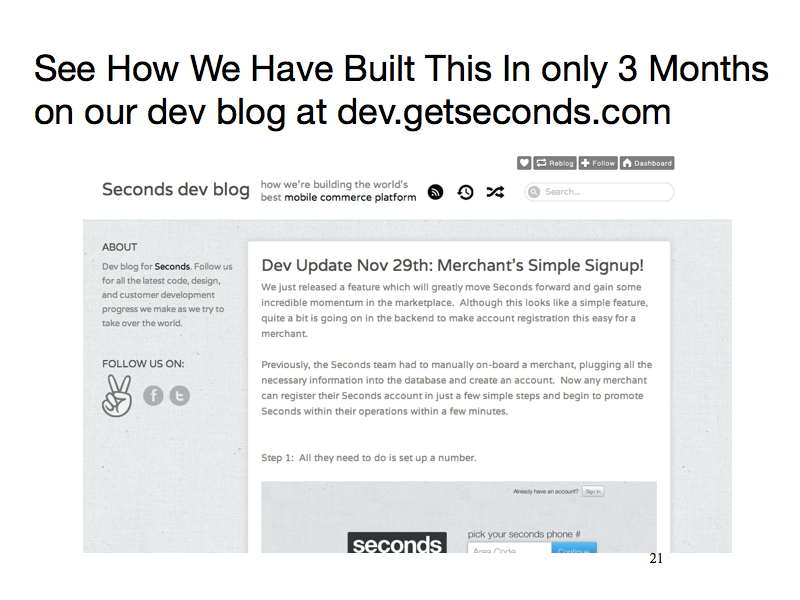 See How We Have Built This In only 3 Months
on our dev blog at dev.getseconds.com
Reblog Follow Dashboard
Seconds dev blog
how we're building the world's
best mobile commerce platform
Search...
ABOUT
Dev blog for Seconds. Follow us
for all the latest code, design,
and customer development
progress we make as we try to
take over the world.
FOLLOW US ON:
Dev Update Nov 29th: Merchant's Simple Signup!
We just released a feature which will greatly move Seconds forward and gain some
incredible momentum in the marketplace. Although this looks like a simple feature,
quite a bit is going on in the backend to make account registration this easy for a
merchant.
Previously, the Seconds team had to manually on-board a merchant, plugging all the
necessary information into the database and create an account. Now any merchant
can register their Seconds account in just a few simple steps and begin to promote
Seconds within their operations within a few minutes.
Step 1: All they need to do is set up a number.
Already have an account? Sign In
pick your seconds phone #
seconds
Area Code
Continue
21